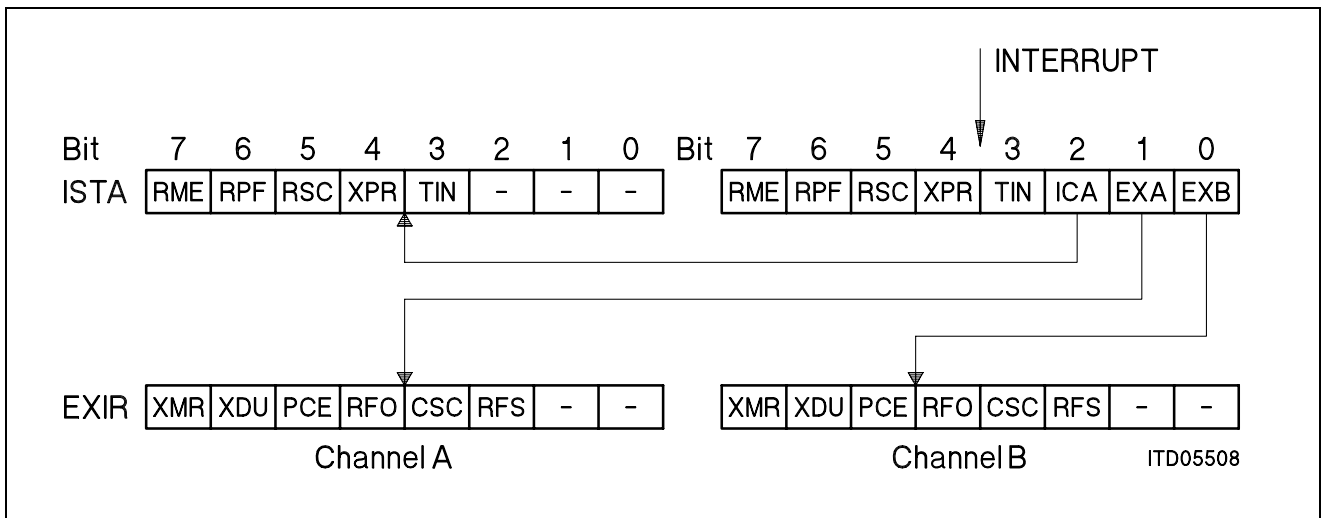 INTERRUPT
Bit 7 6 5 4 3 2 1 0 Bit 7 6 5 4 3 2 1 0
ISTA RME RPF RSC XPR TIN - - - RME RPF RSC XPR TIN ICA EXA EXB
EXIR XMR XDU PCE RFO CSC RFS - - XMR XDU PCE RFO CSC RFS - -
Channel A Channel B ITD05508